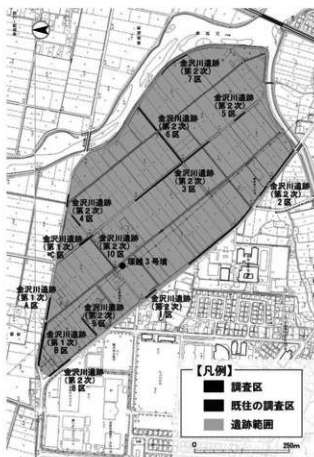 金沢川遺跡
(第2次)
7区
金沢川遺跡
(第2次)
5区
金沢川遺跡
(第2次)
6区
金沢川遺跡
(第2次)
3区
金沢川遺跡
(第2次)
2区
金沢川遺跡
(第2次)
4区
金沢川遺跡
(第1次)
C区
金沢川遺跡
(第2次)
10区
塚越3号墳
金沢川遺跡
(第1次)
A区
金沢川遺跡
(第2次)
9区
金沢川遺跡
(第2次)
1区
金沢川遺跡
(第1次)
B区
金沢川遺跡
(第2次)
8区
【凡例】
調査区
既往の調査区
遺跡範囲
0 250m